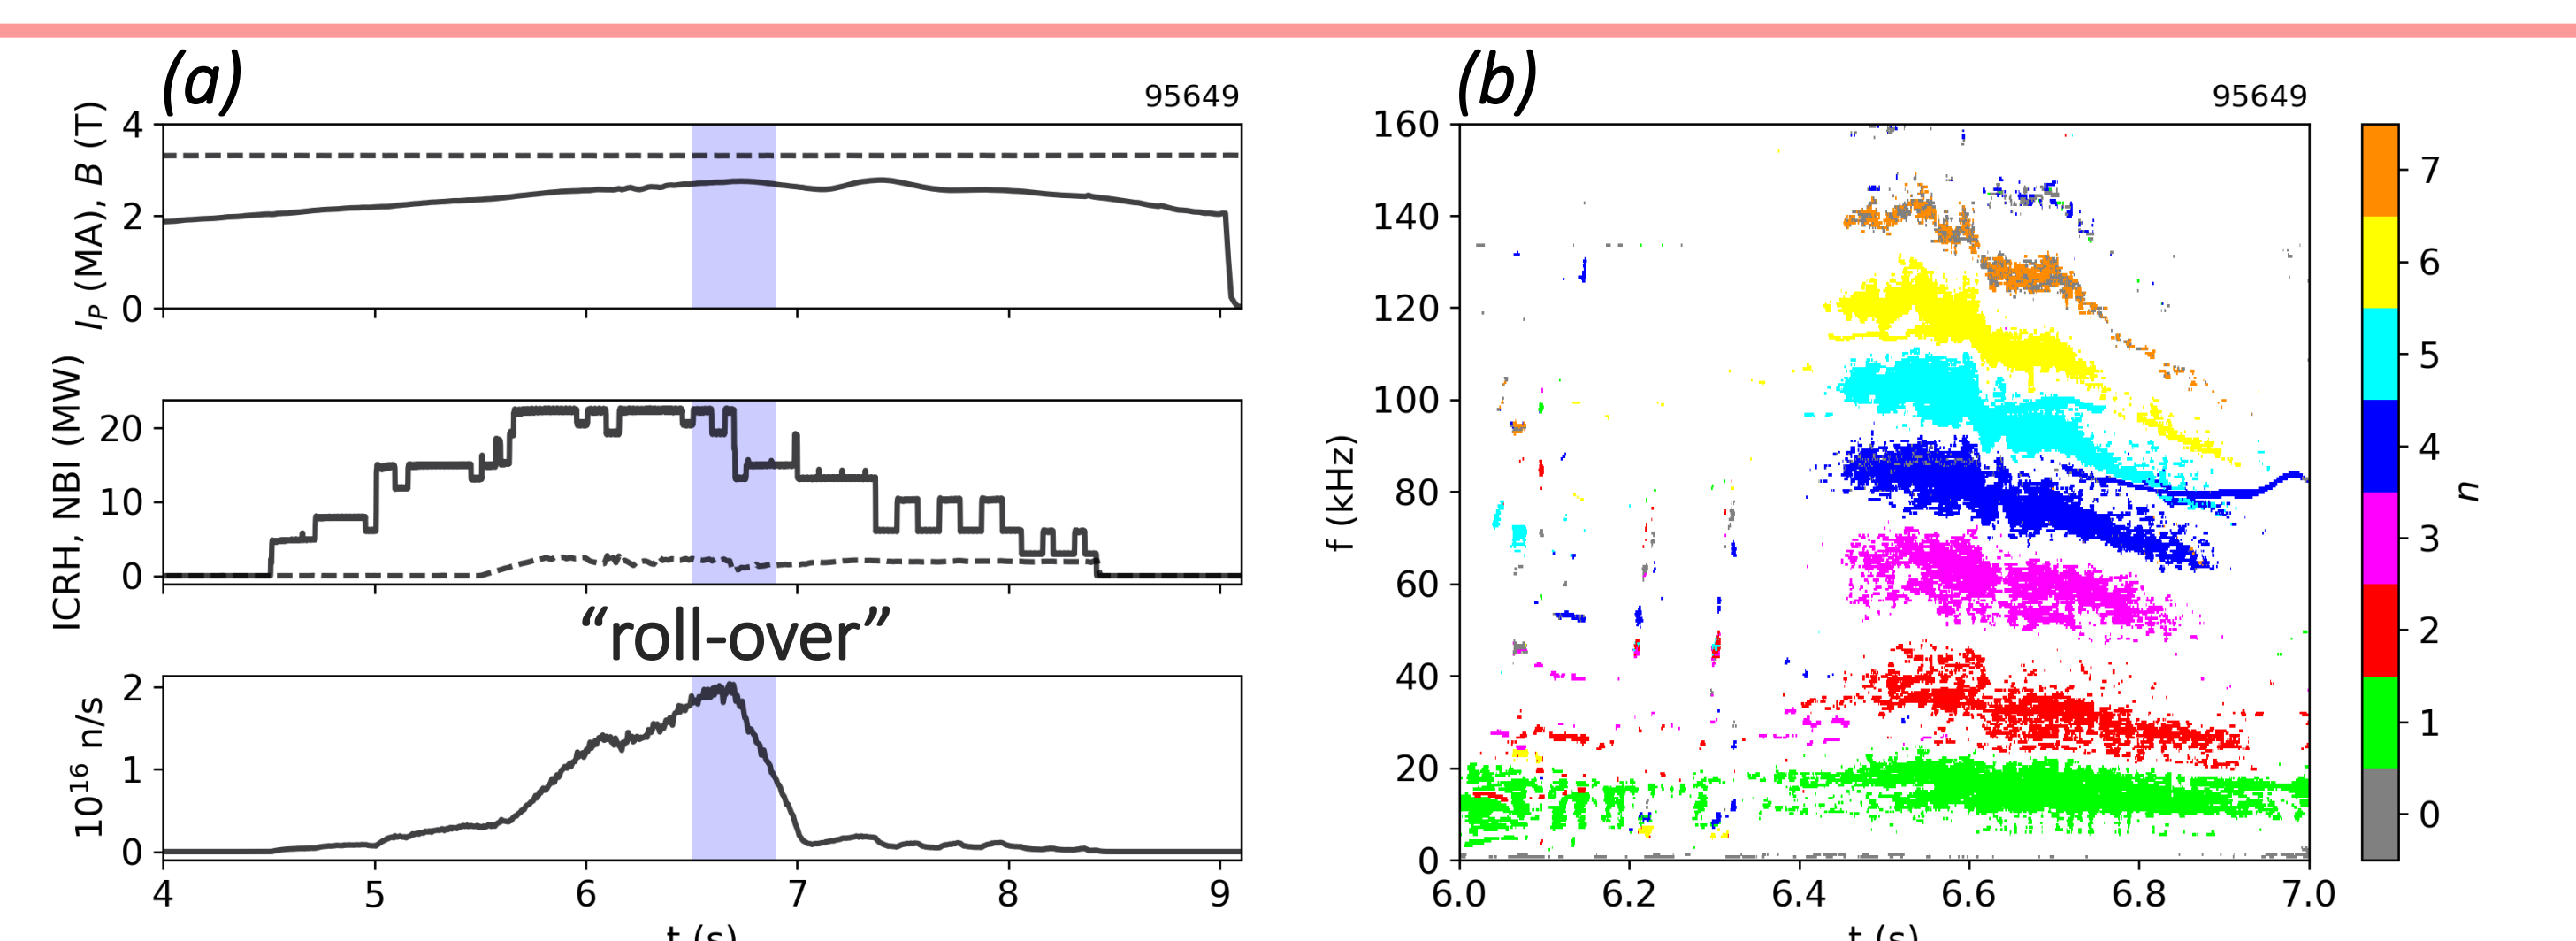 (a)
95649
I_P (MA), B (T)
4
2
0
ICRH, NBI (MW)
20
10
0
“roll-over”
10^16 n/s
2
1
0
4 5 6 7 8 9
t (s)
(b)
95649
f (kHz)
160
140
120
100
80
60
40
20
0
6.0 6.2 6.4 6.6 6.8 7.0
t (s)
7
6
5
4
3
2
1
0
n